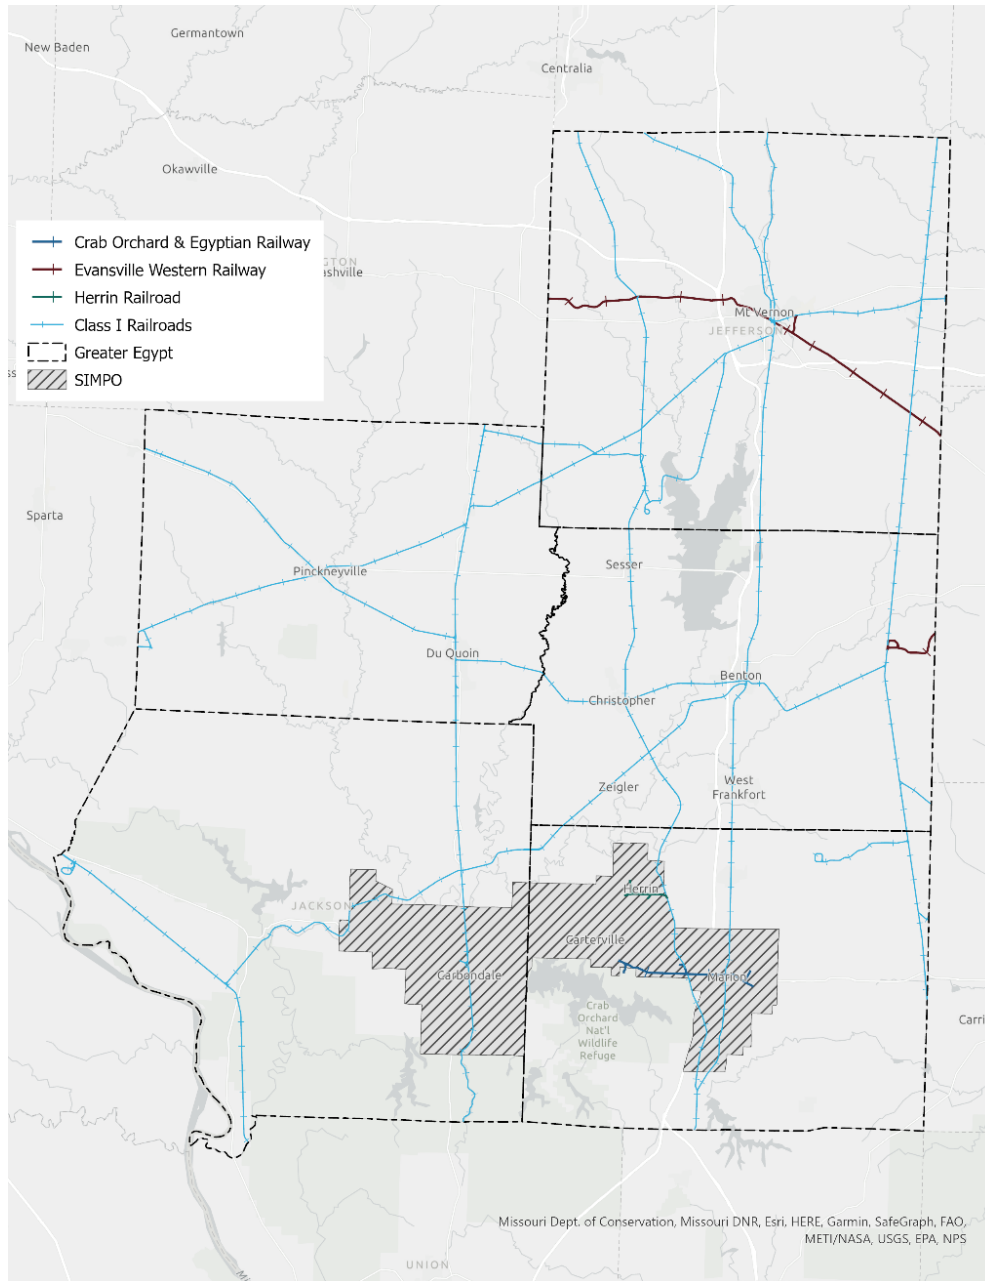 Germantown
New Baden
Centralia
Okawville
Crab Orchard & Egyptian Railway
Evansville Western Railway
Herrin Railroad
Class I Railroads
Greater Egypt
SIMPO
Mt Vernon
JEFFERSON
Sparta
Sesser
Pinckneyville
Du Quoin
Benton
Christopher
West
Frankfort
Zeigler
Herrin
JACKSON
Carterville
Carbondale
Marion
Crab
Orchard
Nat'l
Wildlife
Refuge
Carri
Missouri Dept. of Conservation, Missouri DNR, Esri, HERE, Garmin, SafeGraph, FAO,
METI/NASA, USGS, EPA, NPS
UNION